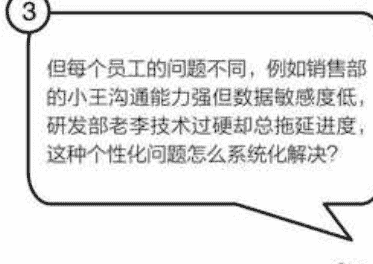 3
但每个员工的问题不同，例如销售部
的小王沟通能力强但数据敏感度低，
研发部老李技术过硬却总拖延进度，
这种个性化问题怎么系统化解决？